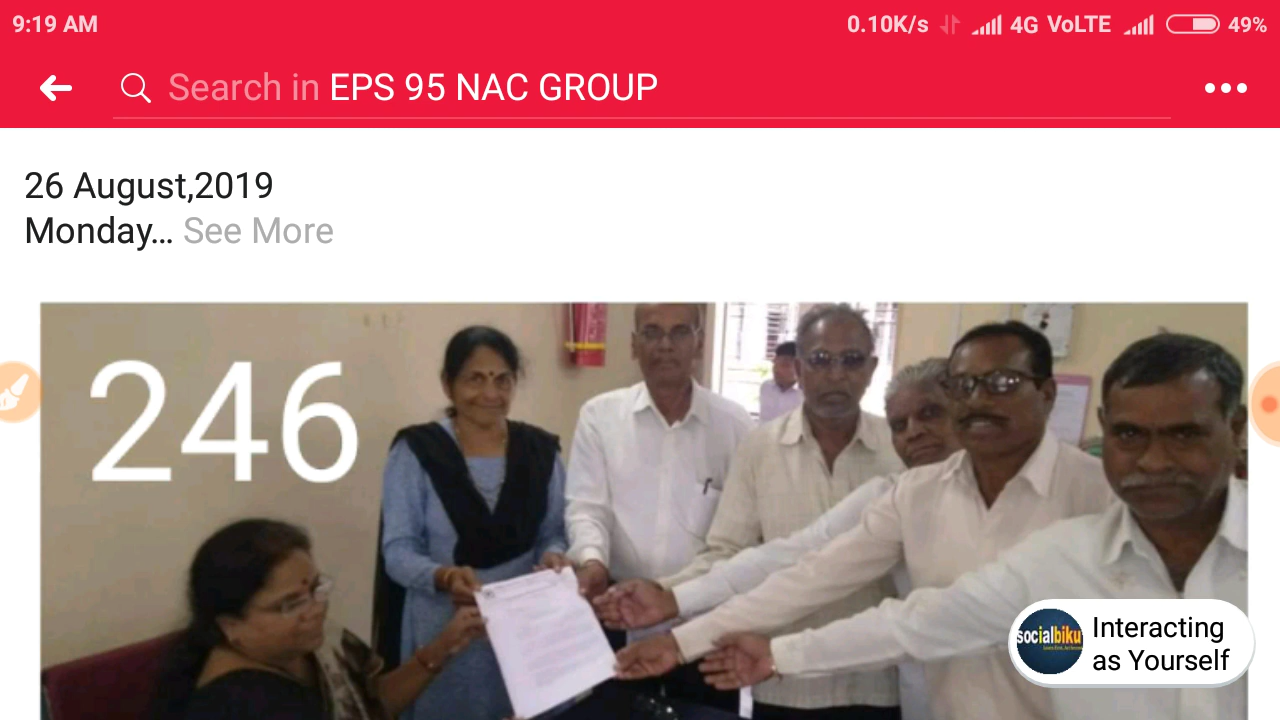 9:19 AM
0.10K/s 4G VoLTE 49%
Search in EPS 95 NAC GROUP
26 August,2019
Monday... See More
246
socialbiku
Interacting
as Yourself